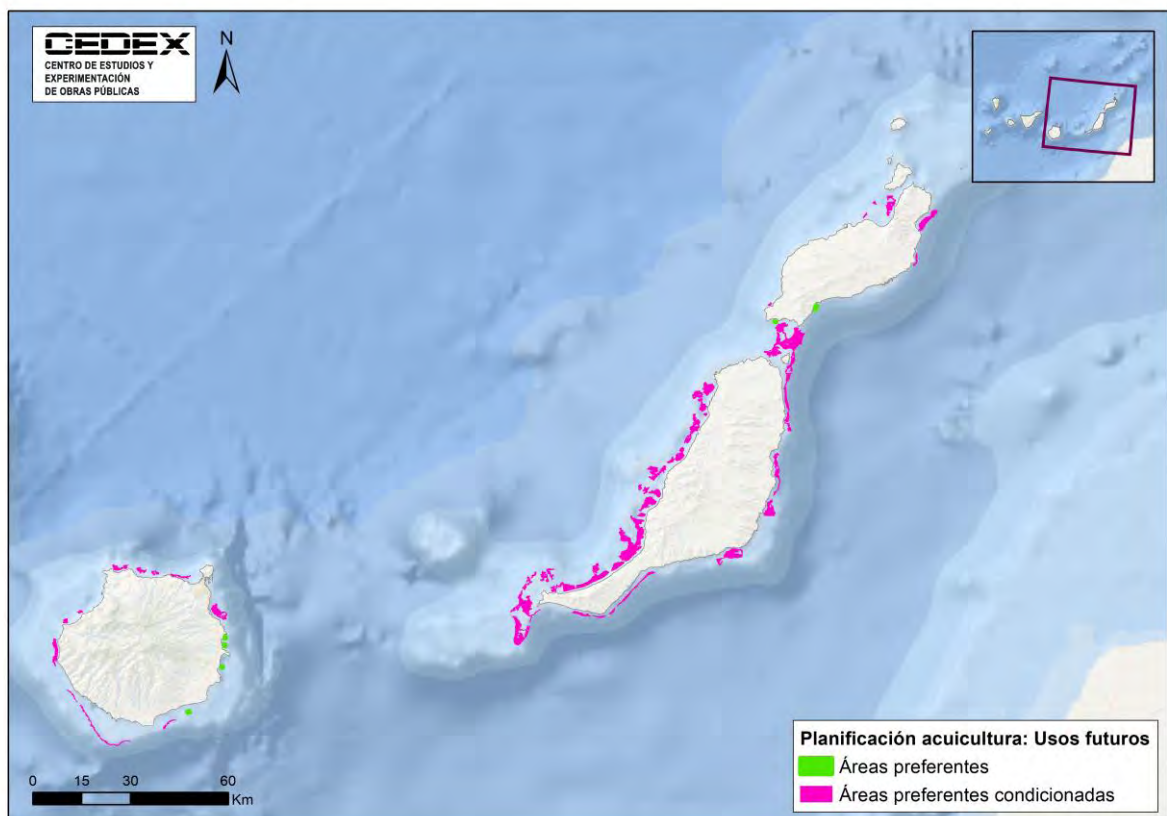 CEDEX
CENTRO DE ESTUDIOS Y
EXPERIMENTACIÓN
DE OBRAS PÚBLICAS
N
Planificación acuicultura: Usos futuros
Áreas preferentes
Áreas preferentes condicionadas
0 15 30 60
Km